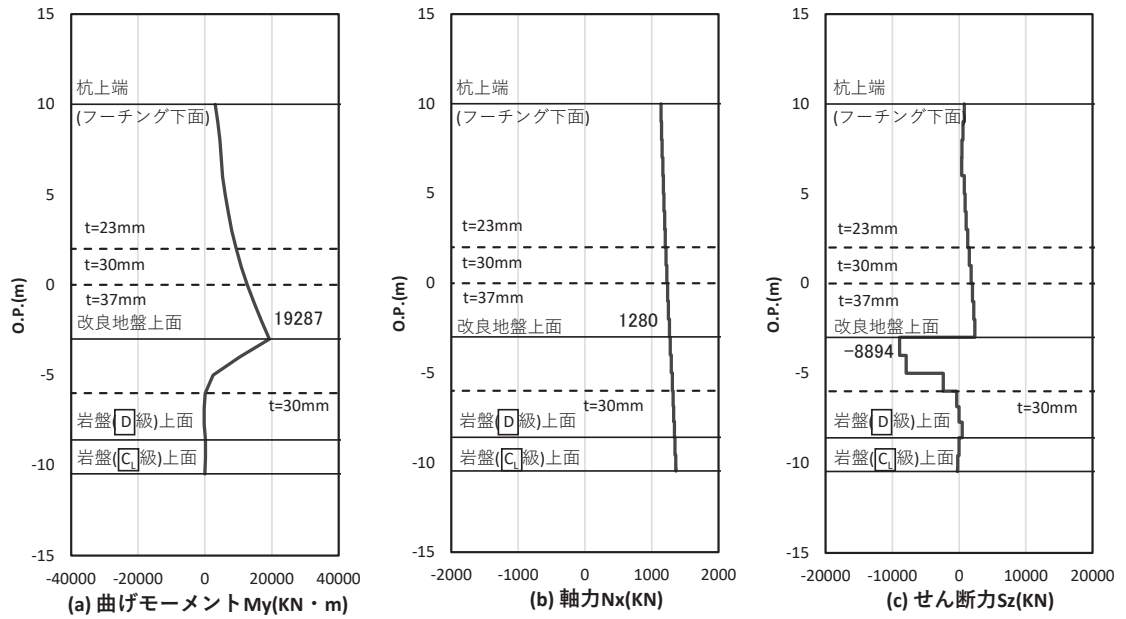 15
杭上端
10
(フーチング下面)
5
t=23mm
t=30mm
0
t=37mm
19287
改良地盤上面
-5
t=30mm
岩盤(D級)上面
岩盤(CL級)上面
-10
-15
O.P.(m)
-40000 -20000 0 20000 40000
(a) 曲げモーメントMy(KN・m)
15
杭上端
10
(フーチング下面)
5
t=23mm
t=30mm
0
t=37mm
改良地盤上面 1280
-5
t=30mm
岩盤(D級)上面
岩盤(CL級)上面
-10
-15
O.P.(m)
-2000 -1000 0 1000 2000
(b) 軸力Nx(KN)
15
杭上端
10
(フーチング下面)
5
t=23mm
t=30mm
0
t=37mm
改良地盤上面
-8894
-5
t=30mm
岩盤(D級)上面
岩盤(CL級)上面
-10
-15
O.P.(m)
-20000 -10000 0 10000 20000
(c) せん断力Sz(KN)